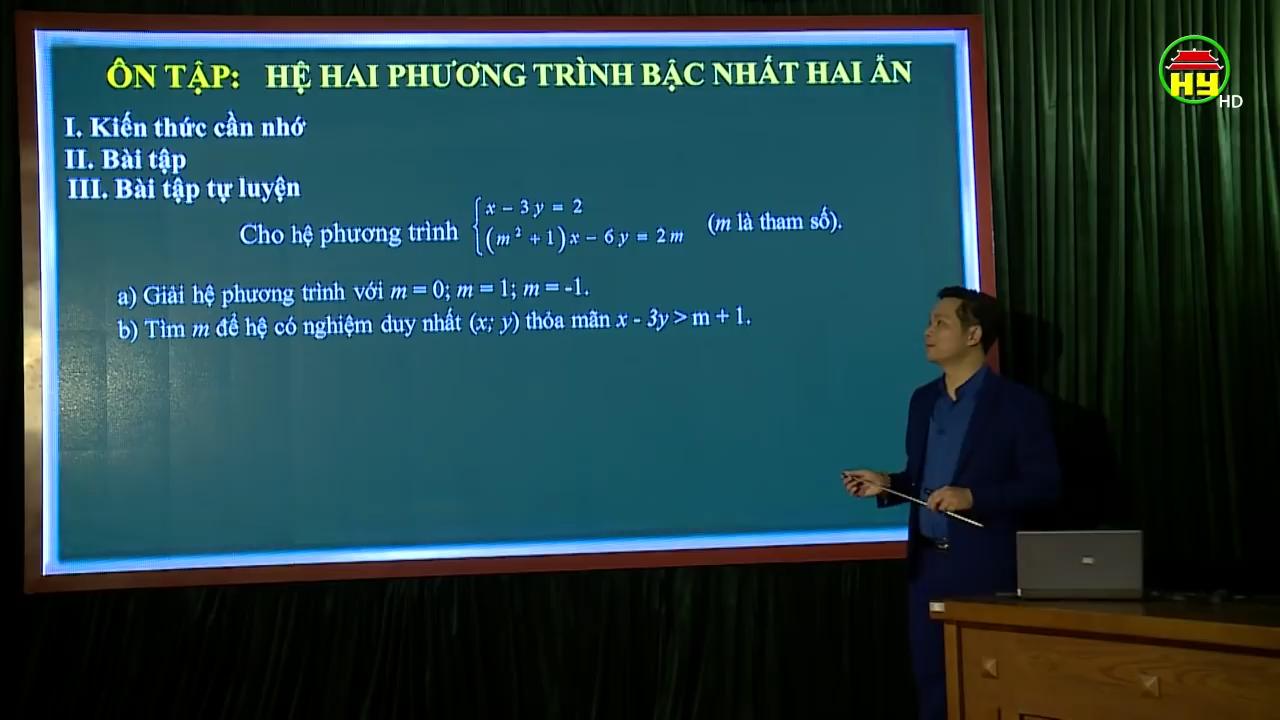 ÔN TẬP: HỆ HAI PHƯƠNG TRÌNH BẬC NHẤT HAI ẨN
I. Kiến thức cần nhớ
II. Bài tập
III. Bài tập tự luyện
Cho hệ phương trình { x − 3y = 2
(m² + 1)x − 6y = 2m (m là tham số).
a) Giải hệ phương trình với m = 0; m = 1; m = -1.
b) Tìm m để hệ có nghiệm duy nhất (x; y) thỏa mãn x - 3y > m + 1.
HY
HD